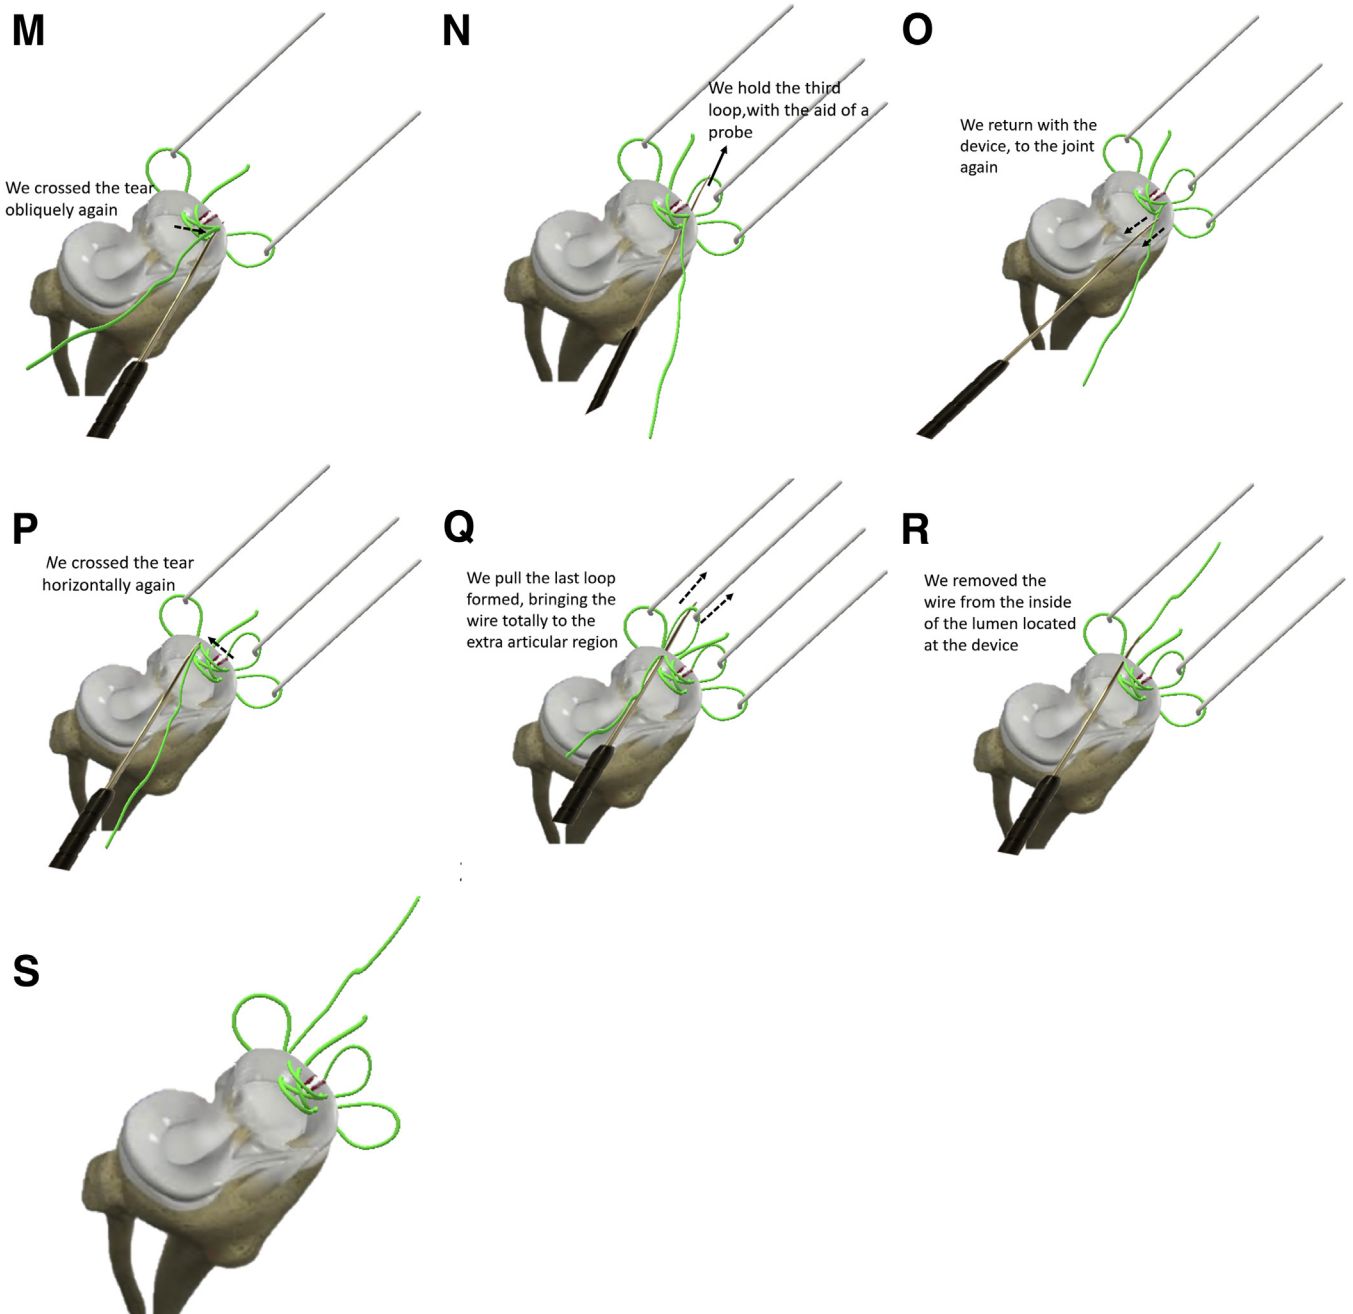 M
We crossed the tear
obliquely again
N
We hold the third
loop,with the aid of a
probe
O
We return with the
device, to the joint
again
P
We crossed the tear
horizontally again
Q
We pull the last loop
formed, bringing the
wire totally to the
extra articular region
R
We removed the
wire from the inside
of the lumen located
at the device
S